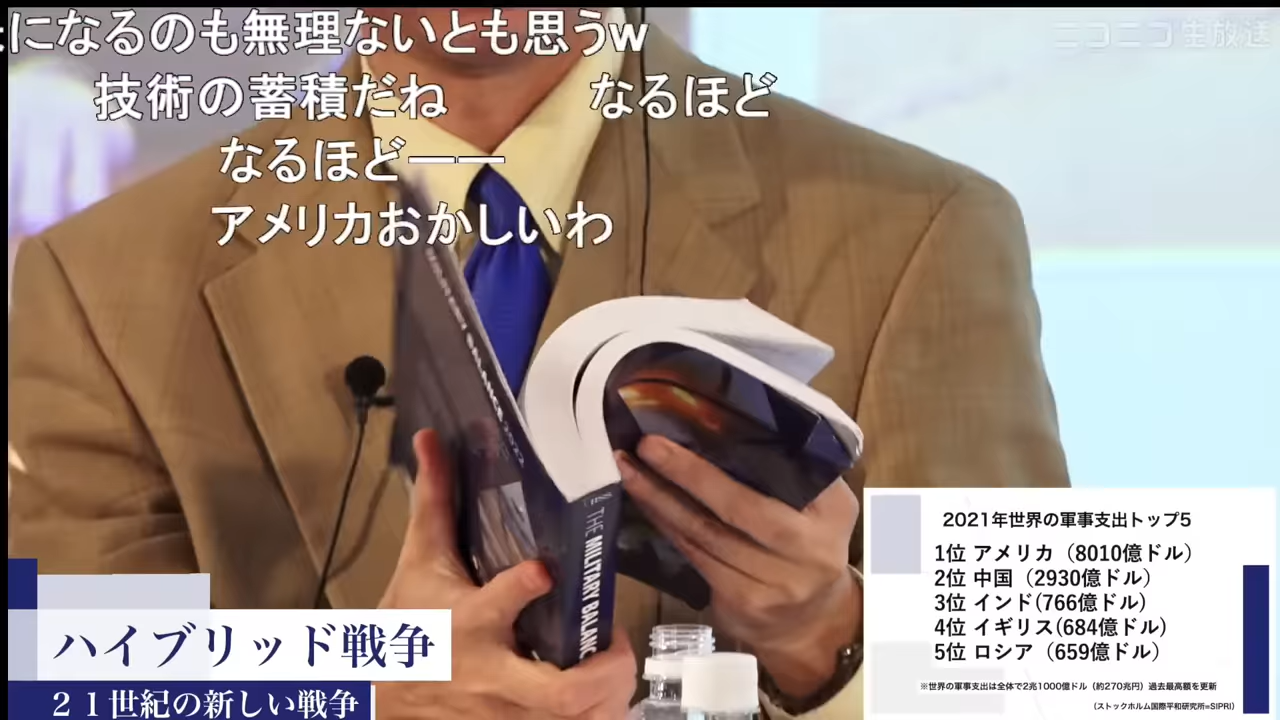 になるのも無理ないとも思うw
ニコニコ生放送
技術の蓄積だね
なるほど
なるほど一一
アメリカおかしいわ
BALANCE 2022
IISS
THE MILITARY BALANC
2021年世界の軍事支出トップ5
1位 アメリカ(8010億ドル)
2位 中国(2930億ドル)
3位 インド(766億ドル)
4位 イギリス(684億ドル)
5位 ロシア(659億ドル)
※世界の軍事支出は全体で2兆1000億ドル(約270兆円)過去最高額を更新
(ストックホルム国際平和研究所=SIPRI)
ハイブリッド戦争
21世紀の新しい戦争